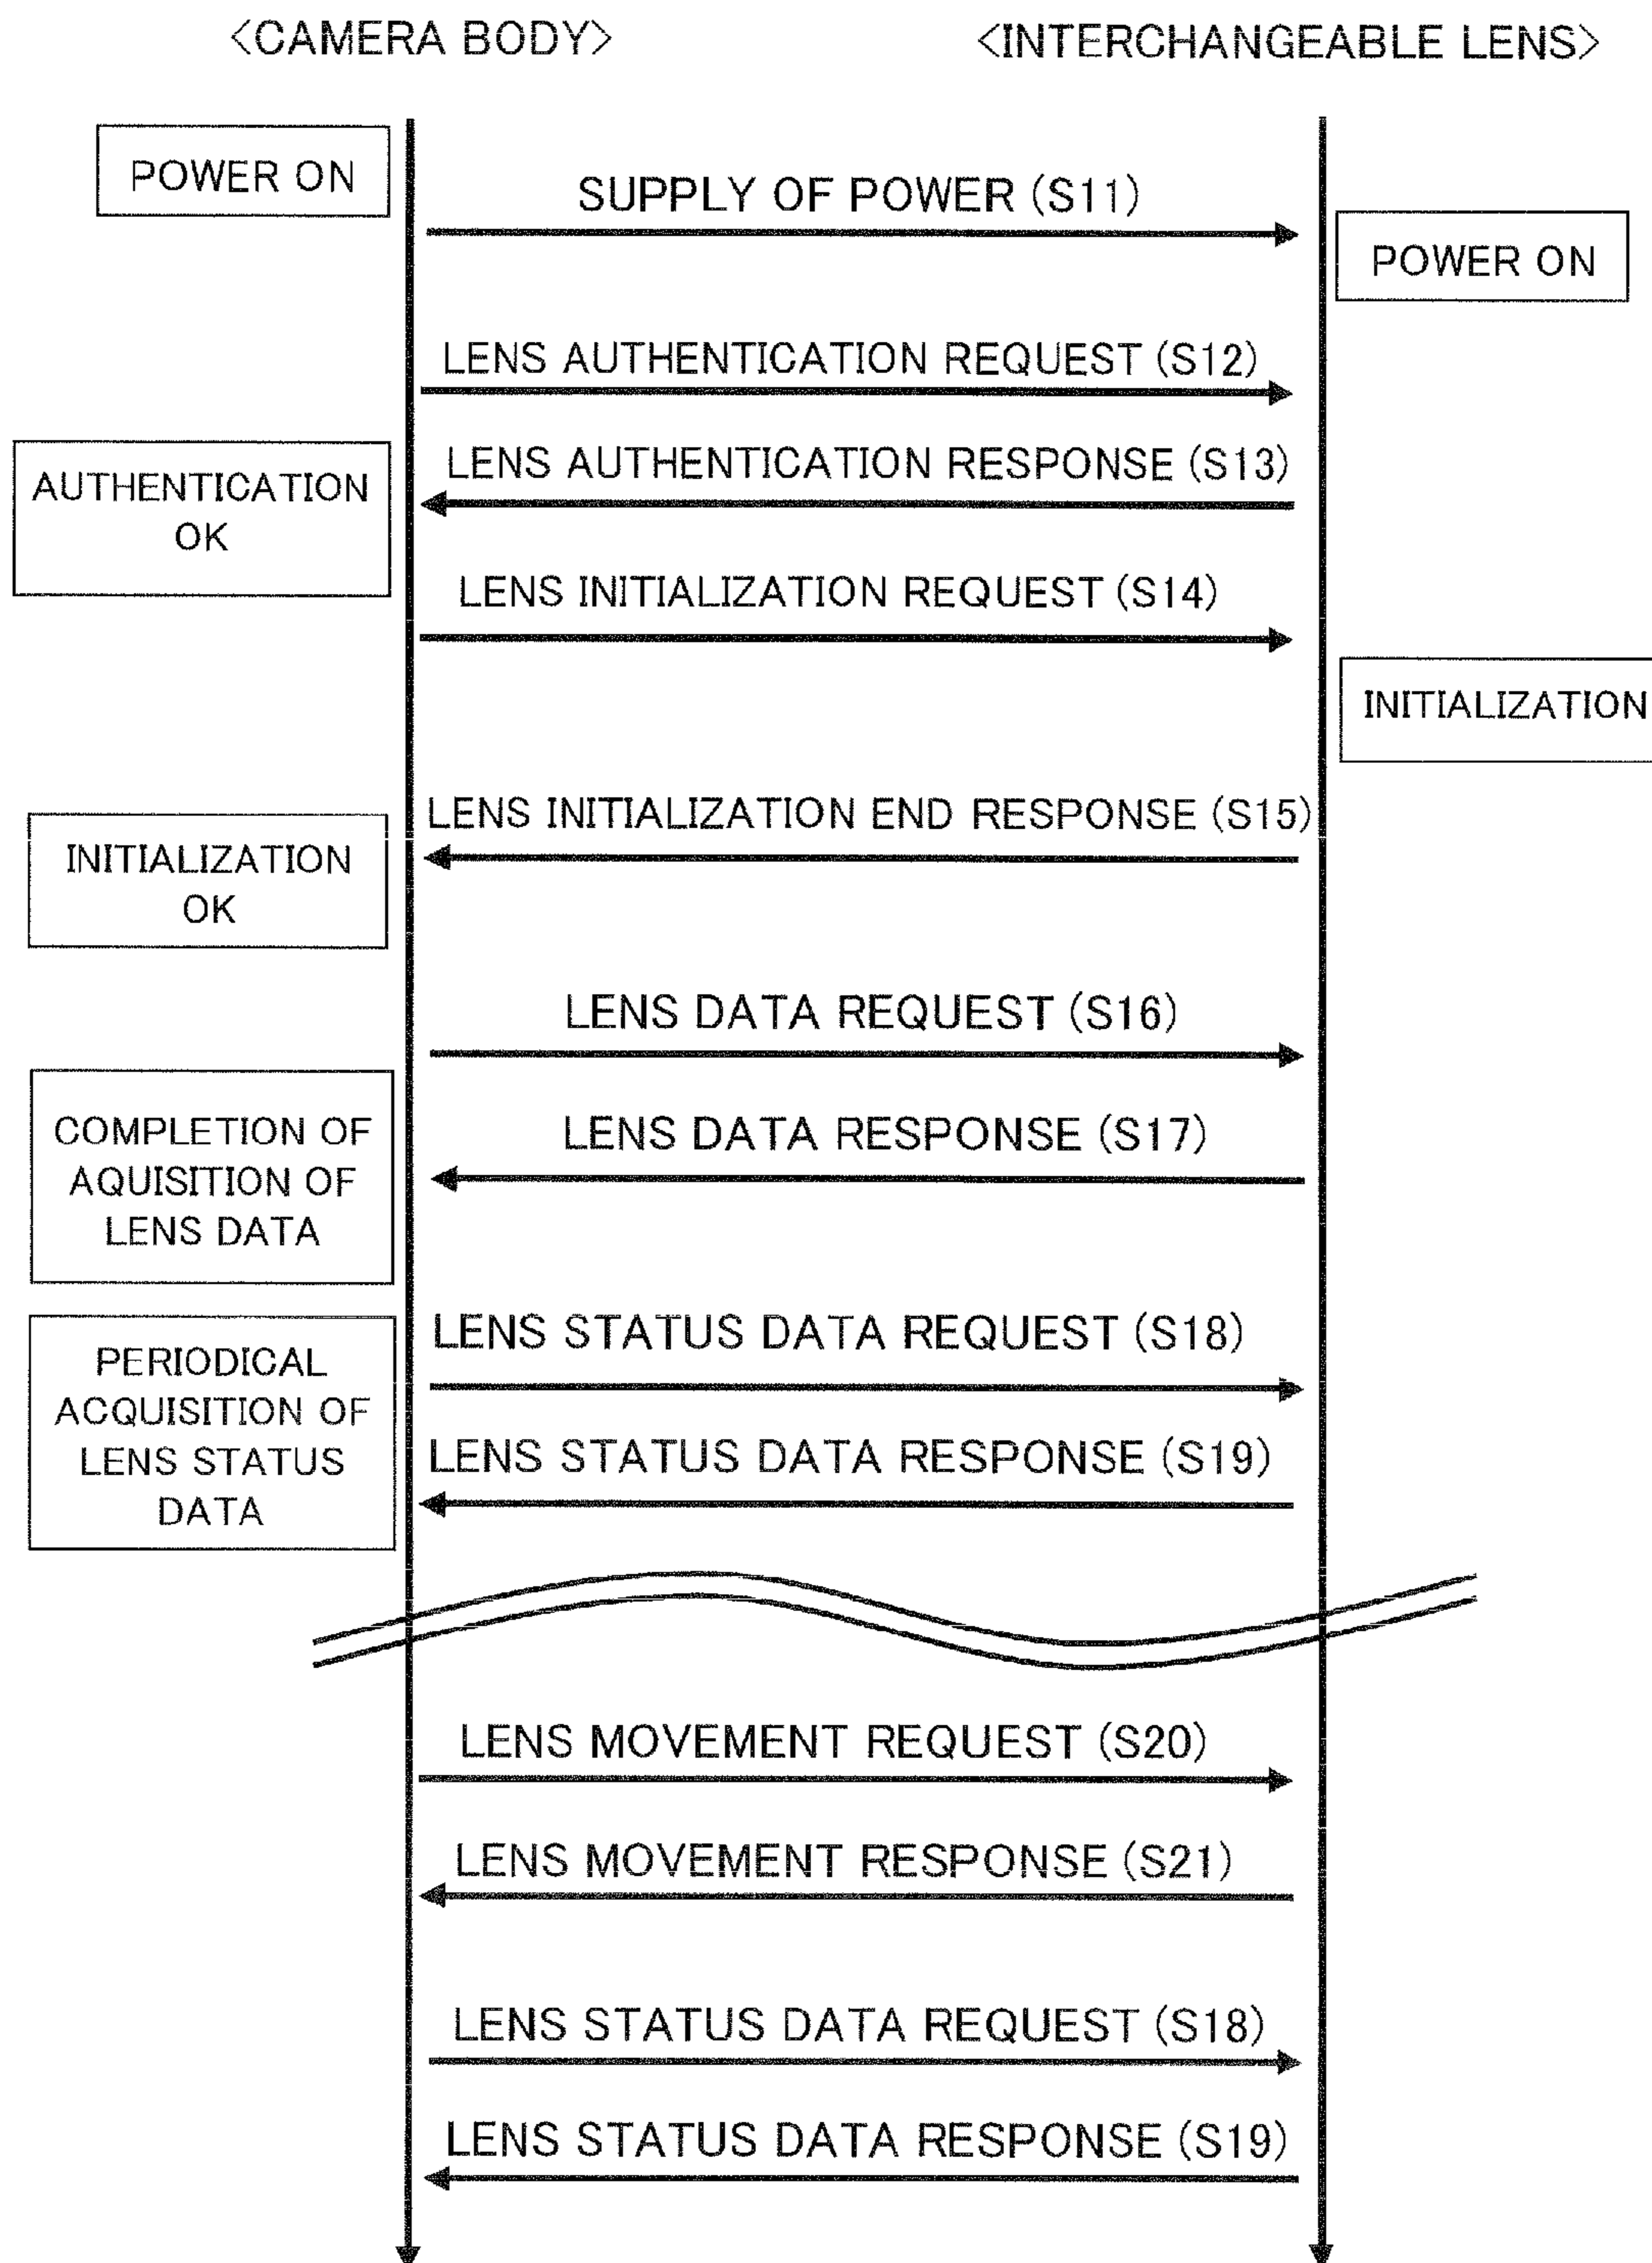 <CAMERA BODY>
<INTERCHANGEABLE LENS>
POWER ON
SUPPLY OF POWER (S11)
POWER ON
LENS AUTHENTICATION REQUEST (S12)
LENS AUTHENTICATION RESPONSE (S13)
AUTHENTICATION
OK
LENS INITIALIZATION REQUEST (S14)
INITIALIZATION
LENS INITIALIZATION END RESPONSE (S15)
INITIALIZATION
OK
LENS DATA REQUEST (S16)
LENS DATA RESPONSE (S17)
COMPLETION OF
AQUISITION OF
LENS DATA
LENS STATUS DATA REQUEST (S18)
PERIODICAL
ACQUISITION OF
LENS STATUS
DATA
LENS STATUS DATA RESPONSE (S19)
LENS MOVEMENT REQUEST (S20)
LENS MOVEMENT RESPONSE (S21)
LENS STATUS DATA REQUEST (S18)
LENS STATUS DATA RESPONSE (S19)